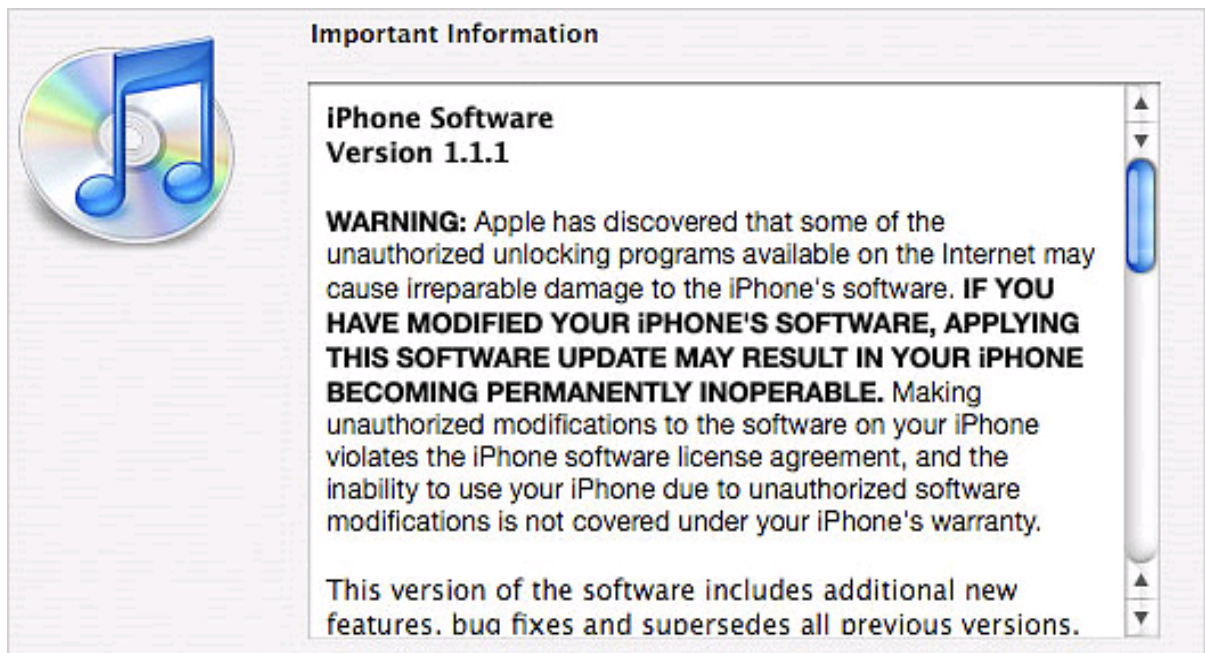 Important Information
iPhone Software
Version 1.1.1
WARNING: Apple has discovered that some of the
unauthorized unlocking programs available on the Internet may
cause irreparable damage to the iPhone's software. IF YOU
HAVE MODIFIED YOUR iPHONE'S SOFTWARE, APPLYING
THIS SOFTWARE UPDATE MAY RESULT IN YOUR iPHONE
BECOMING PERMANENTLY INOPERABLE. Making
unauthorized modifications to the software on your iPhone
violates the iPhone software license agreement, and the
inability to use your iPhone due to unauthorized software
modifications is not covered under your iPhone's warranty.
This version of the software includes additional new
features, bug fixes and supersedes all previous versions.